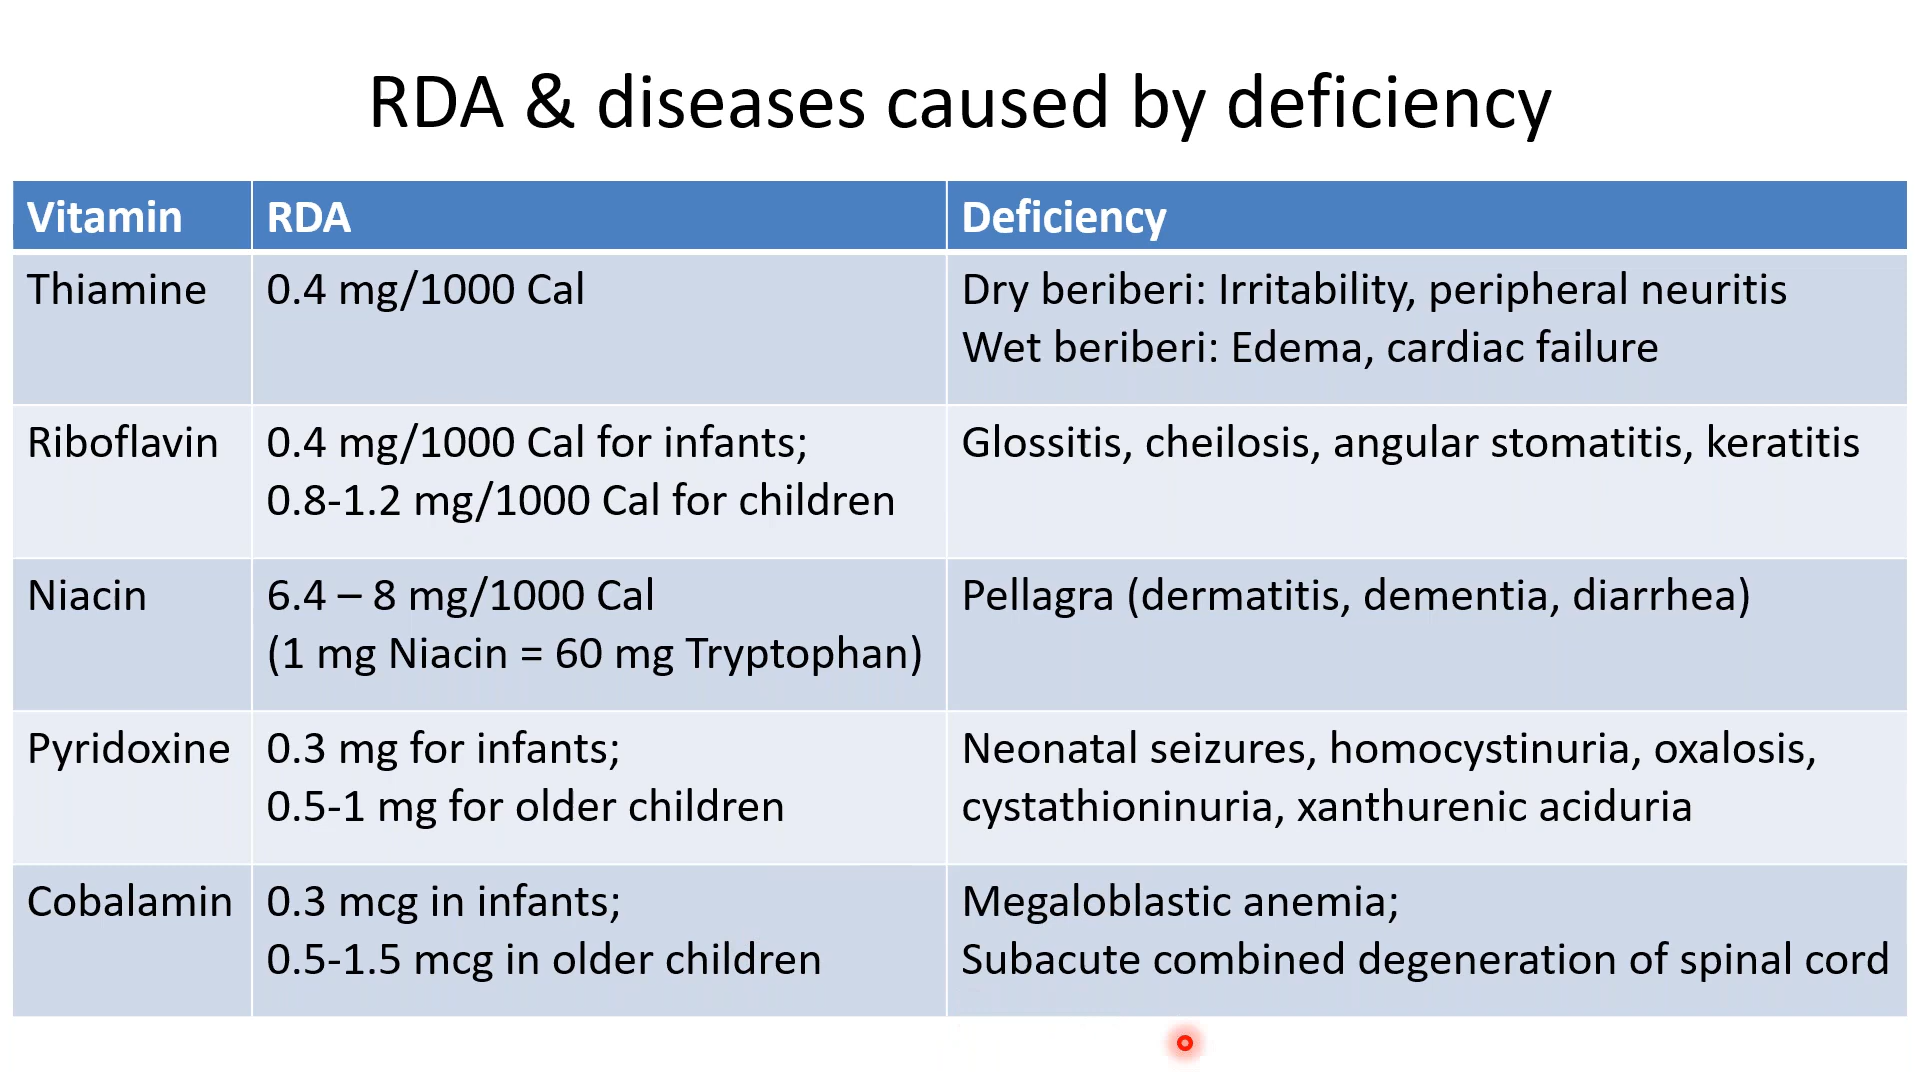 RDA & diseases caused by deficiency
Vitamin
RDA
Deficiency
Thiamine
0.4 mg/1000 Cal
Dry beriberi: Irritability, peripheral neuritis
Wet beriberi: Edema, cardiac failure
Riboflavin
0.4 mg/1000 Cal for infants;
0.8-1.2 mg/1000 Cal for children
Glossitis, cheilosis, angular stomatitis, keratitis
Niacin
6.4 – 8 mg/1000 Cal
(1 mg Niacin = 60 mg Tryptophan)
Pellagra (dermatitis, dementia, diarrhea)
Pyridoxine
0.3 mg for infants;
0.5-1 mg for older children
Neonatal seizures, homocystinuria, oxalosis,
cystathioninuria, xanthurenic aciduria
Cobalamin
0.3 mcg in infants;
0.5-1.5 mcg in older children
Megaloblastic anemia;
Subacute combined degeneration of spinal cord